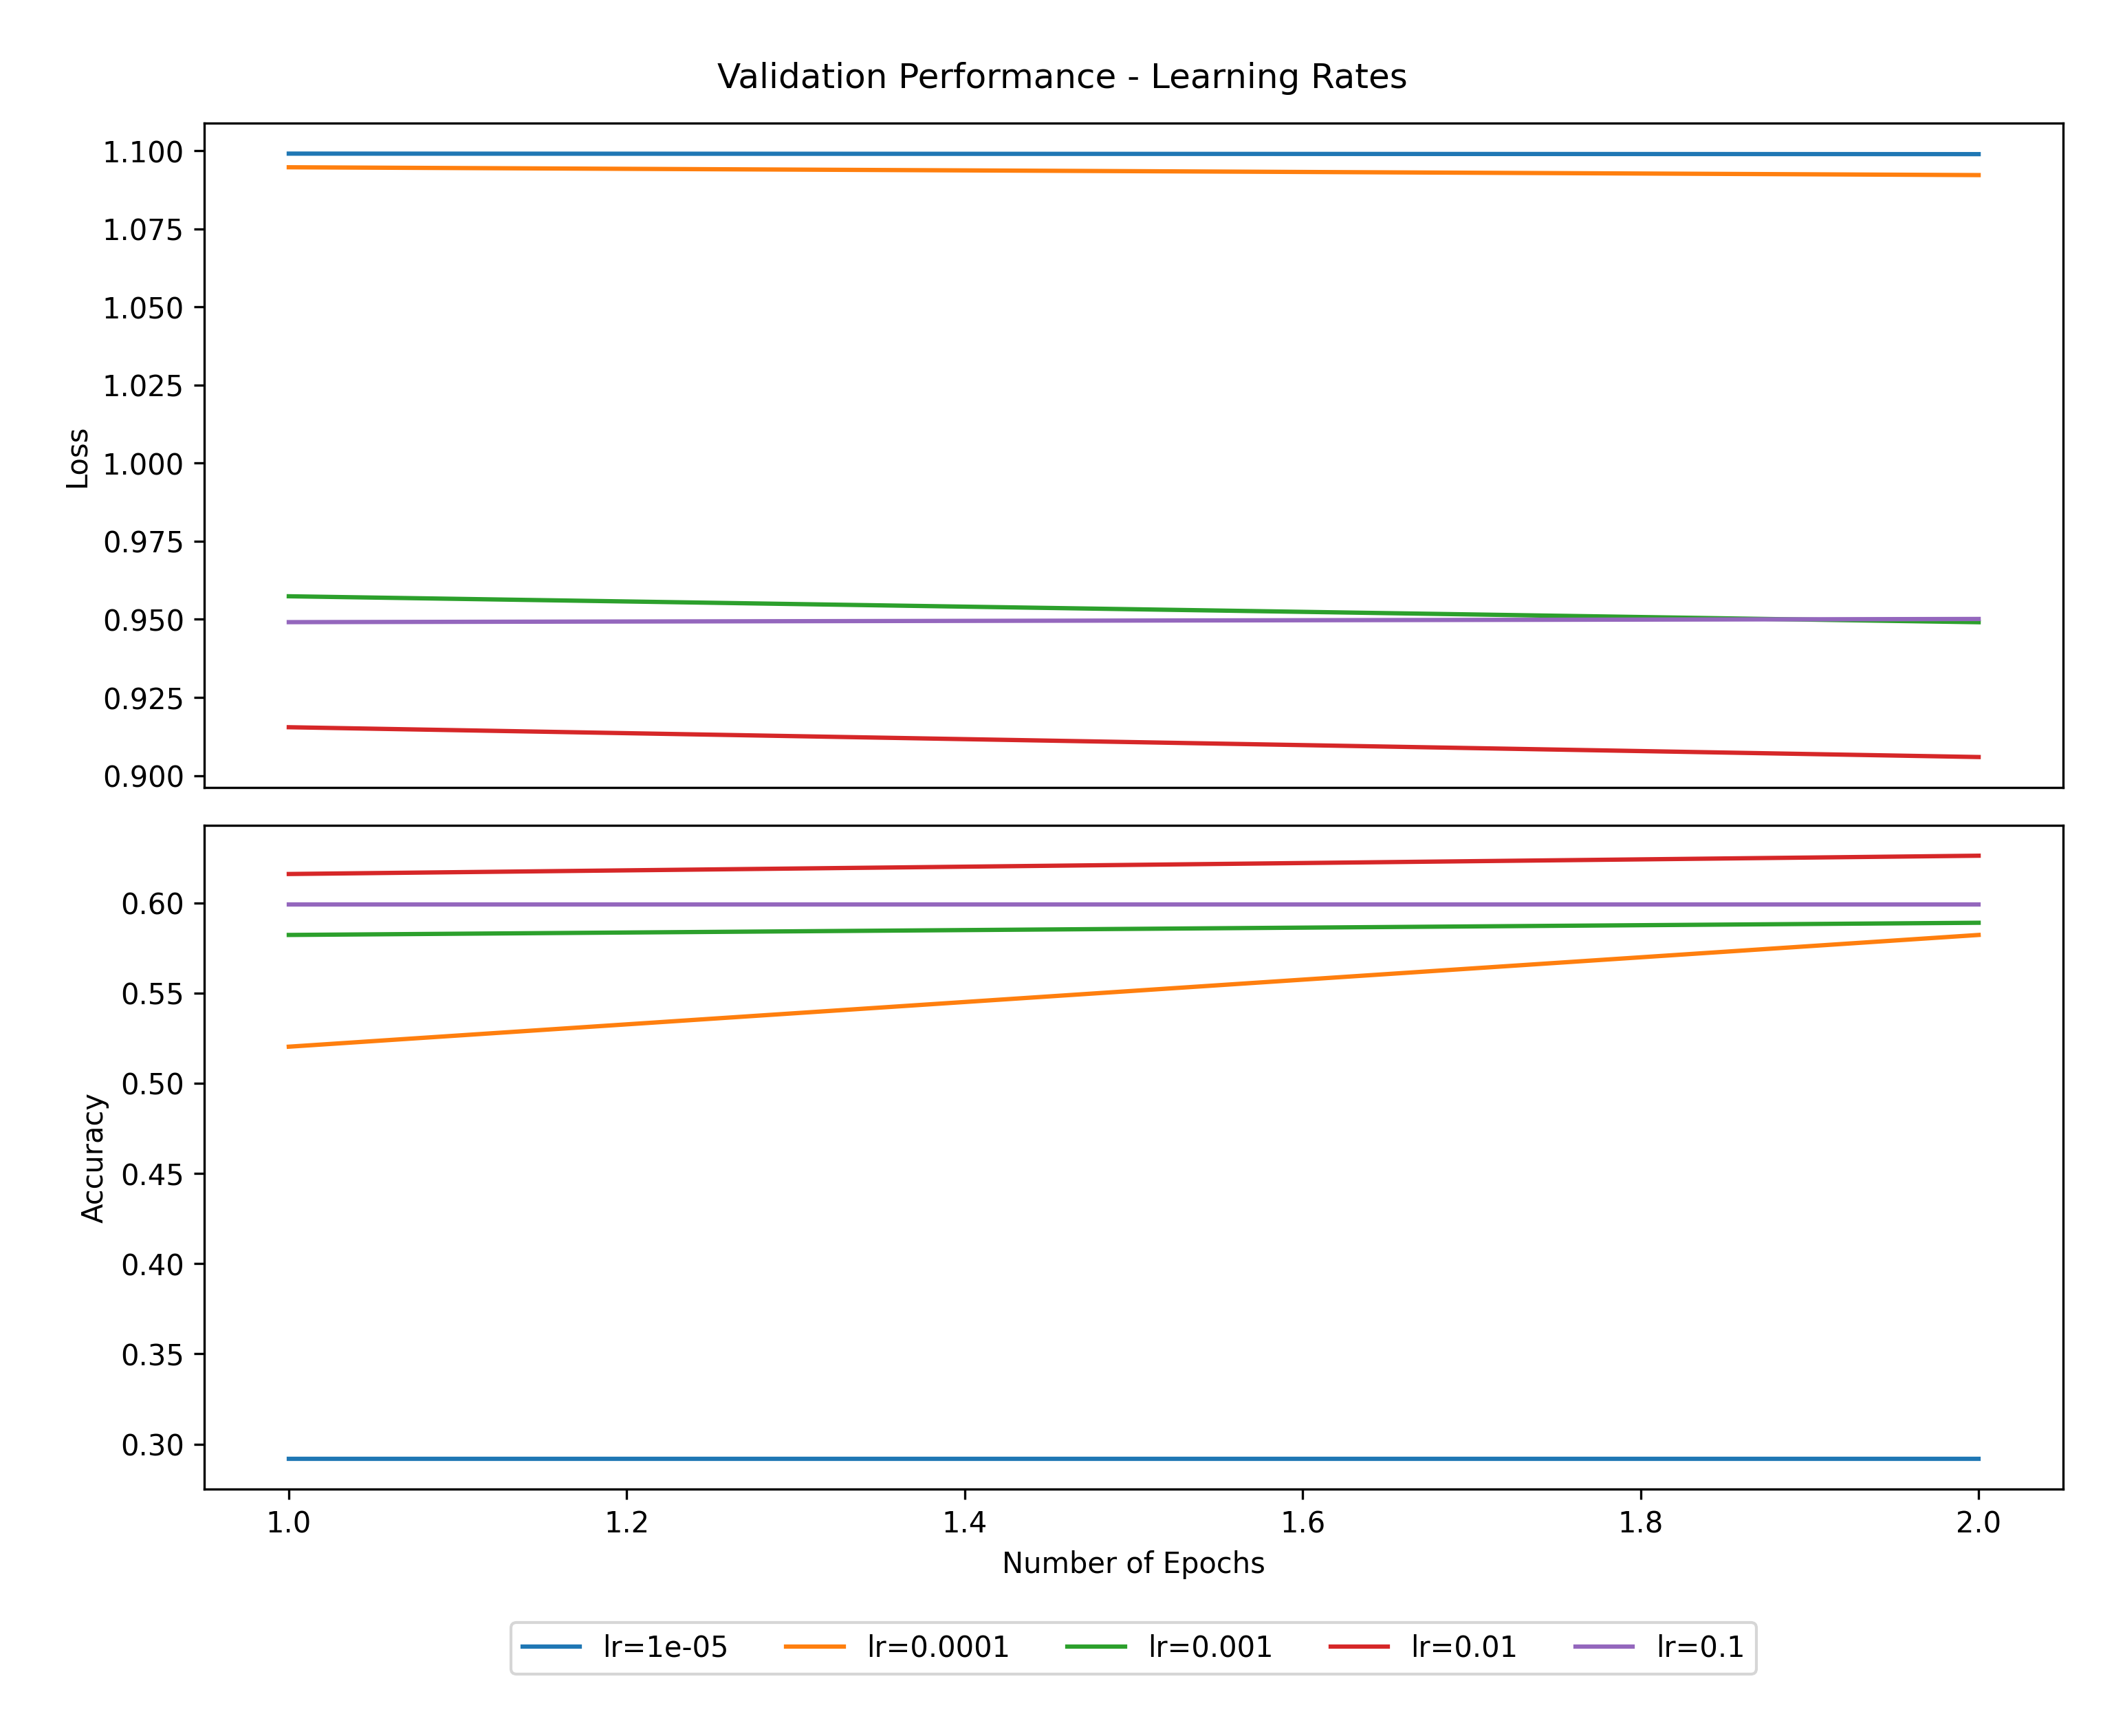 Validation Performance - Learning Rates
1.100
1.075
1.050
1.025
1.000
0.975
0.950
0.925
0.900
Loss
0.60
0.55
0.50
0.45
0.40
0.35
0.30
Accuracy
1.0 1.2 1.4 1.6 1.8 2.0
Number of Epochs
lr=1e-05 lr=0.0001 lr=0.001 lr=0.01 lr=0.1